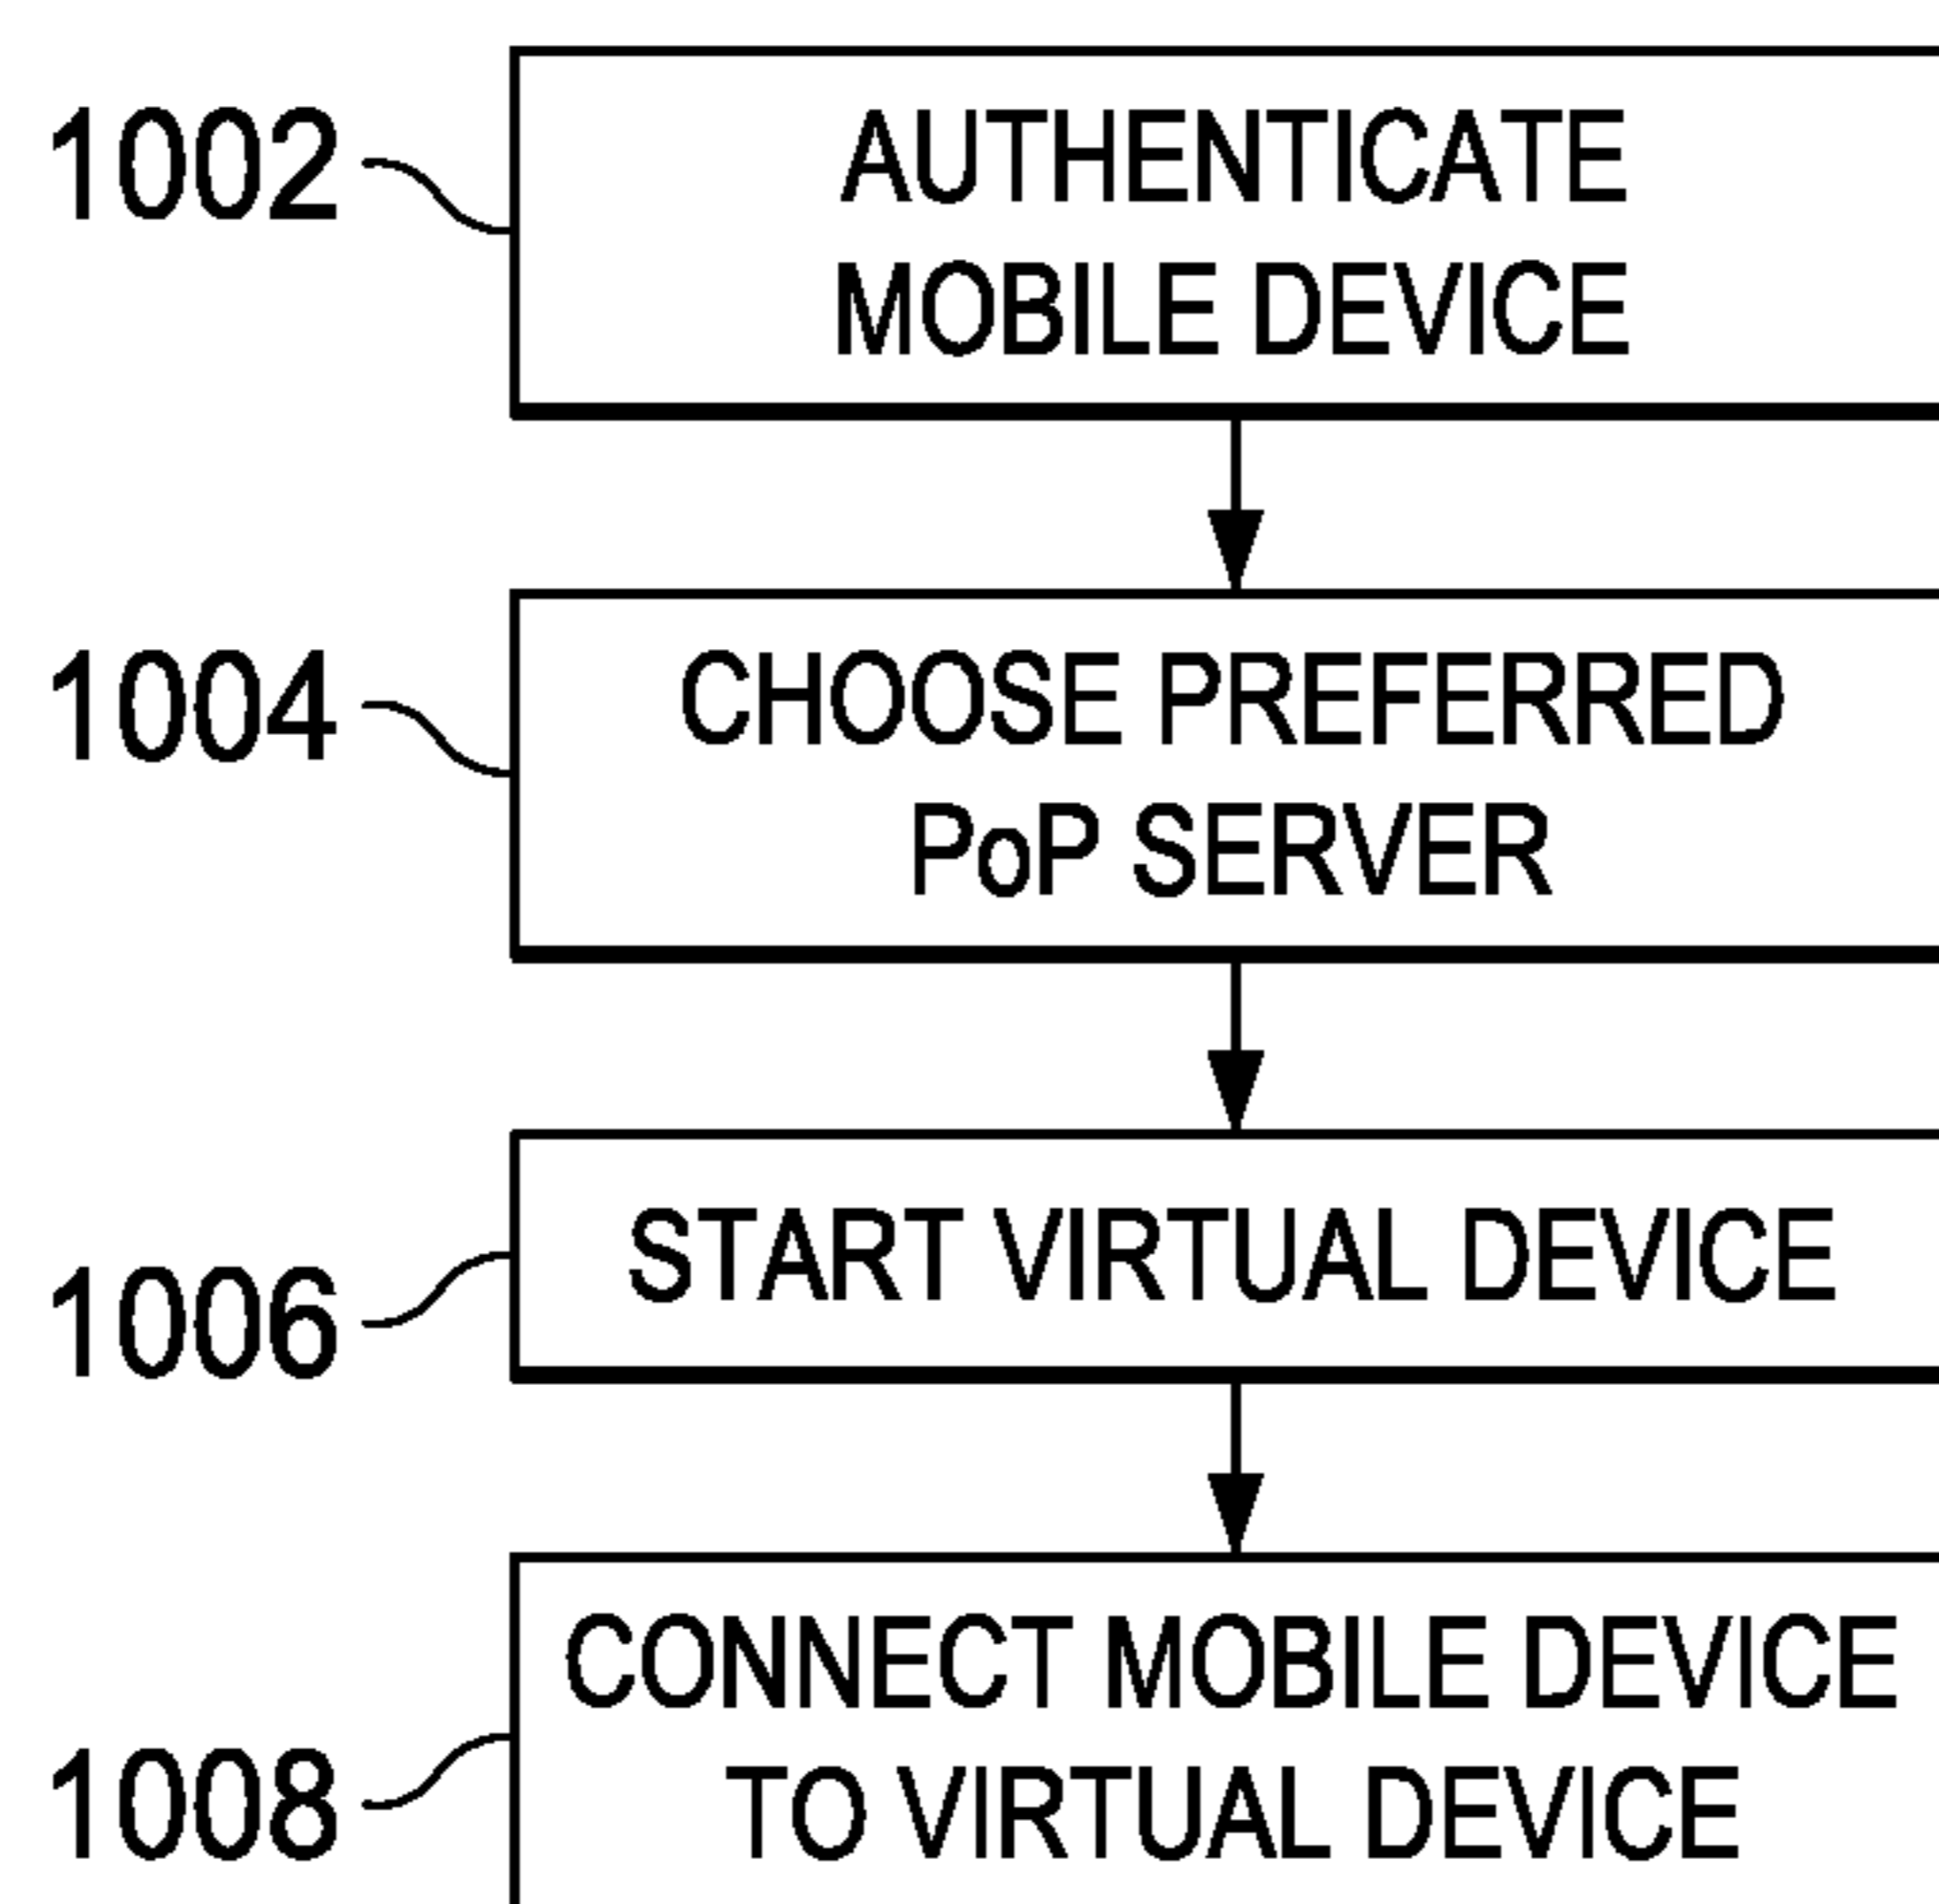 1002
AUTHENTICATE
MOBILE DEVICE
1004
CHOOSE PREFERRED
PoP SERVER
1006
START VIRTUAL DEVICE
1008
CONNECT MOBILE DEVICE
TO VIRTUAL DEVICE